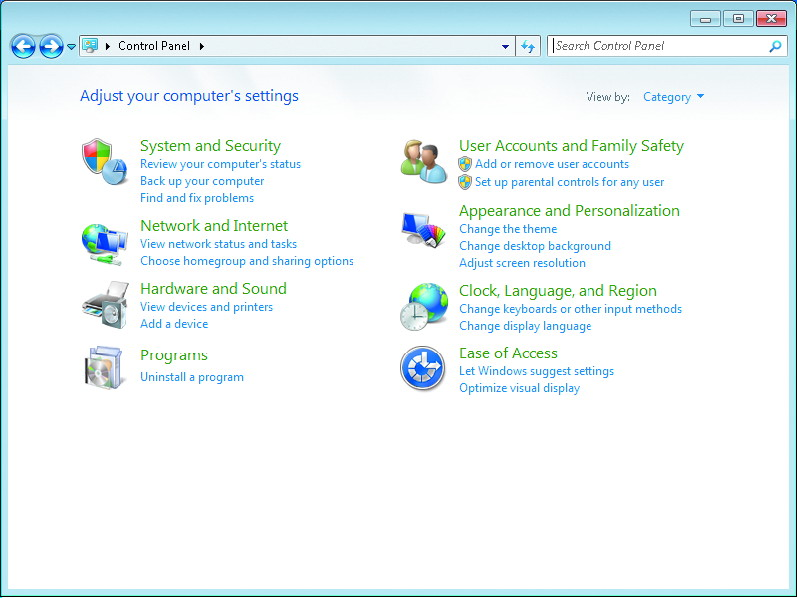 Control Panel
Search Control Panel
Adjust your computer's settings
View by: Category
System and Security
Review your computer's status
Back up your computer
Find and fix problems
Network and Internet
View network status and tasks
Choose homegroup and sharing options
Hardware and Sound
View devices and printers
Add a device
Programs
Uninstall a program
User Accounts and Family Safety
Add or remove user accounts
Set up parental controls for any user
Appearance and Personalization
Change the theme
Change desktop background
Adjust screen resolution
Clock, Language, and Region
Change keyboards or other input methods
Change display language
Ease of Access
Let Windows suggest settings
Optimize visual display